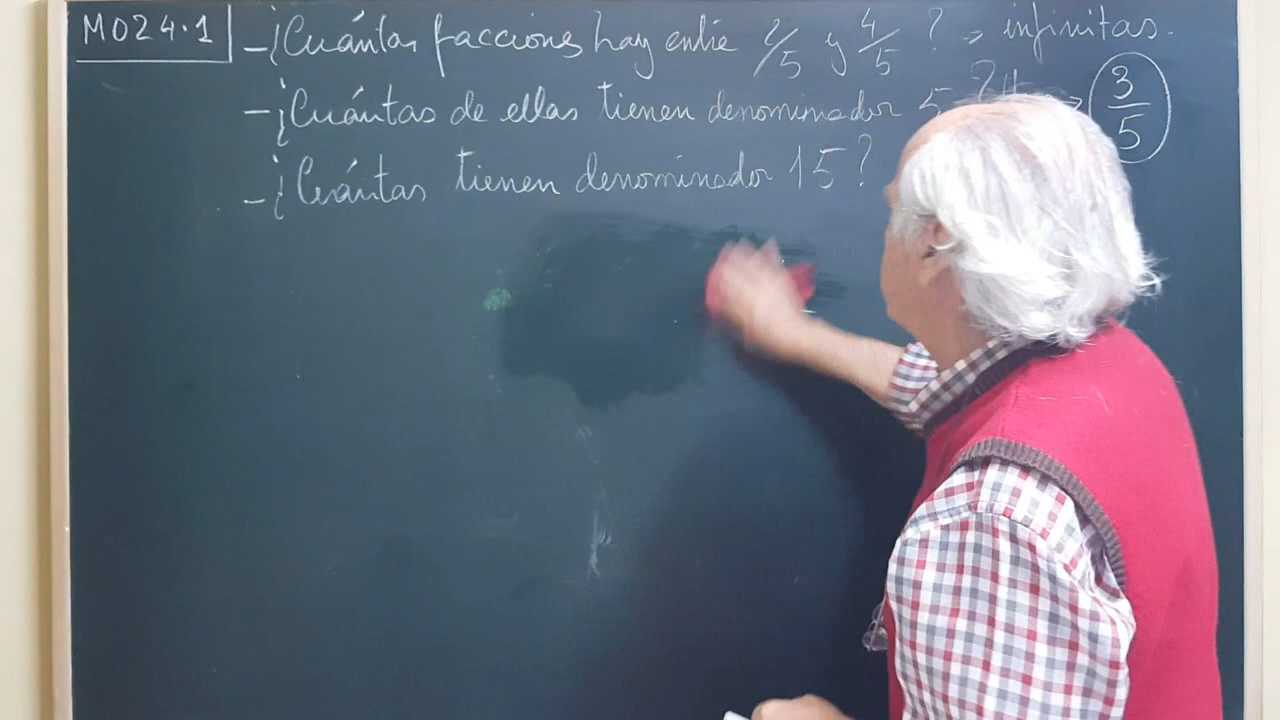 MO24.1
-¿Cuántas facciones hay entre 2/5 y 4/5 ? → infinitas.
-¿Cuántas de ellas tienen denominador 5 ? 3/5
-¿Cuántas tienen denominador 15?